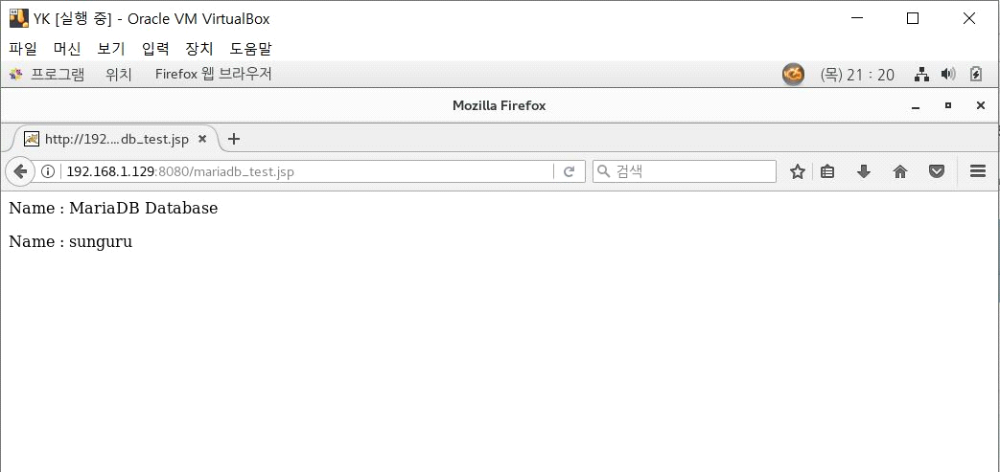 YK [실행 중] - Oracle VM VirtualBox
파일 머신 보기 입력 장치 도움말
프로그램 위치 Firefox 웹 브라우저 (목) 21 : 20
Mozilla Firefox
http://192....db_test.jsp
192.168.1.129:8080/mariadb_test.jsp 검색
Name : MariaDB Database
Name : sunguru